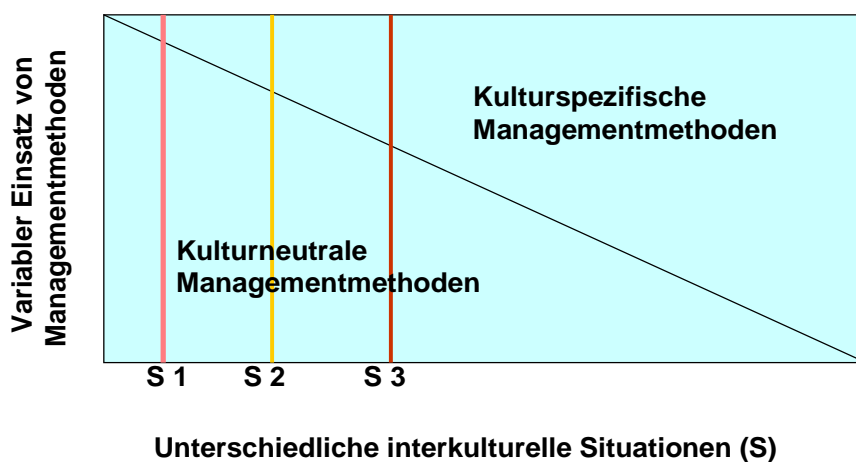 Variabler Einsatz von
Managementmethoden
Kulturspezifische
Managementmethoden
Kulturneutrale
Managementmethoden
S 1
S 2
S 3
Unterschiedliche interkulturelle Situationen (S)